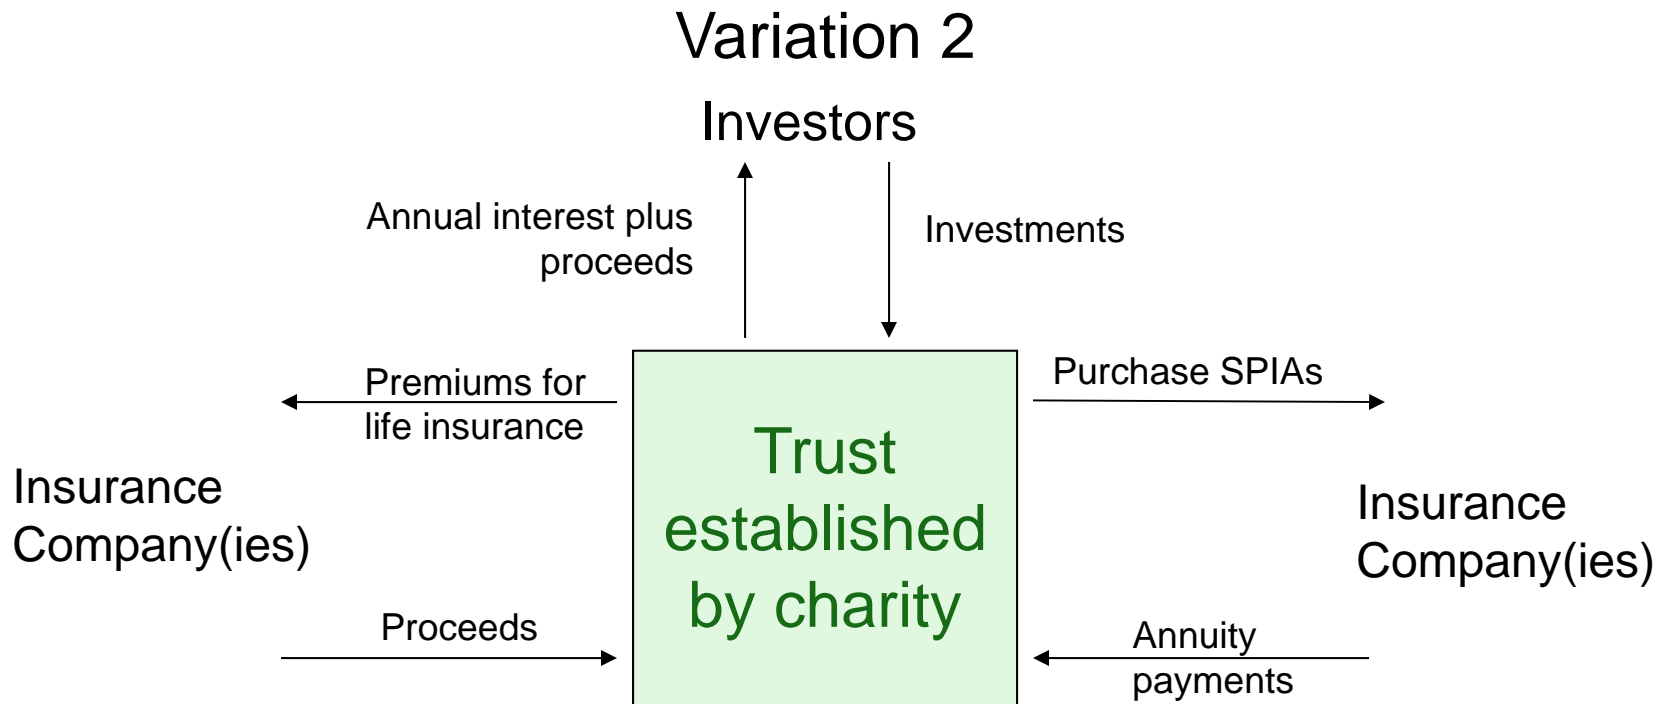 Variation 2
Investors
Annual interest plus
proceeds
Investments
Premiums for
life insurance
Purchase SPIAs
Trust
established
by charity
Insurance
Company(ies)
Insurance
Company(ies)
Proceeds
Annuity
payments